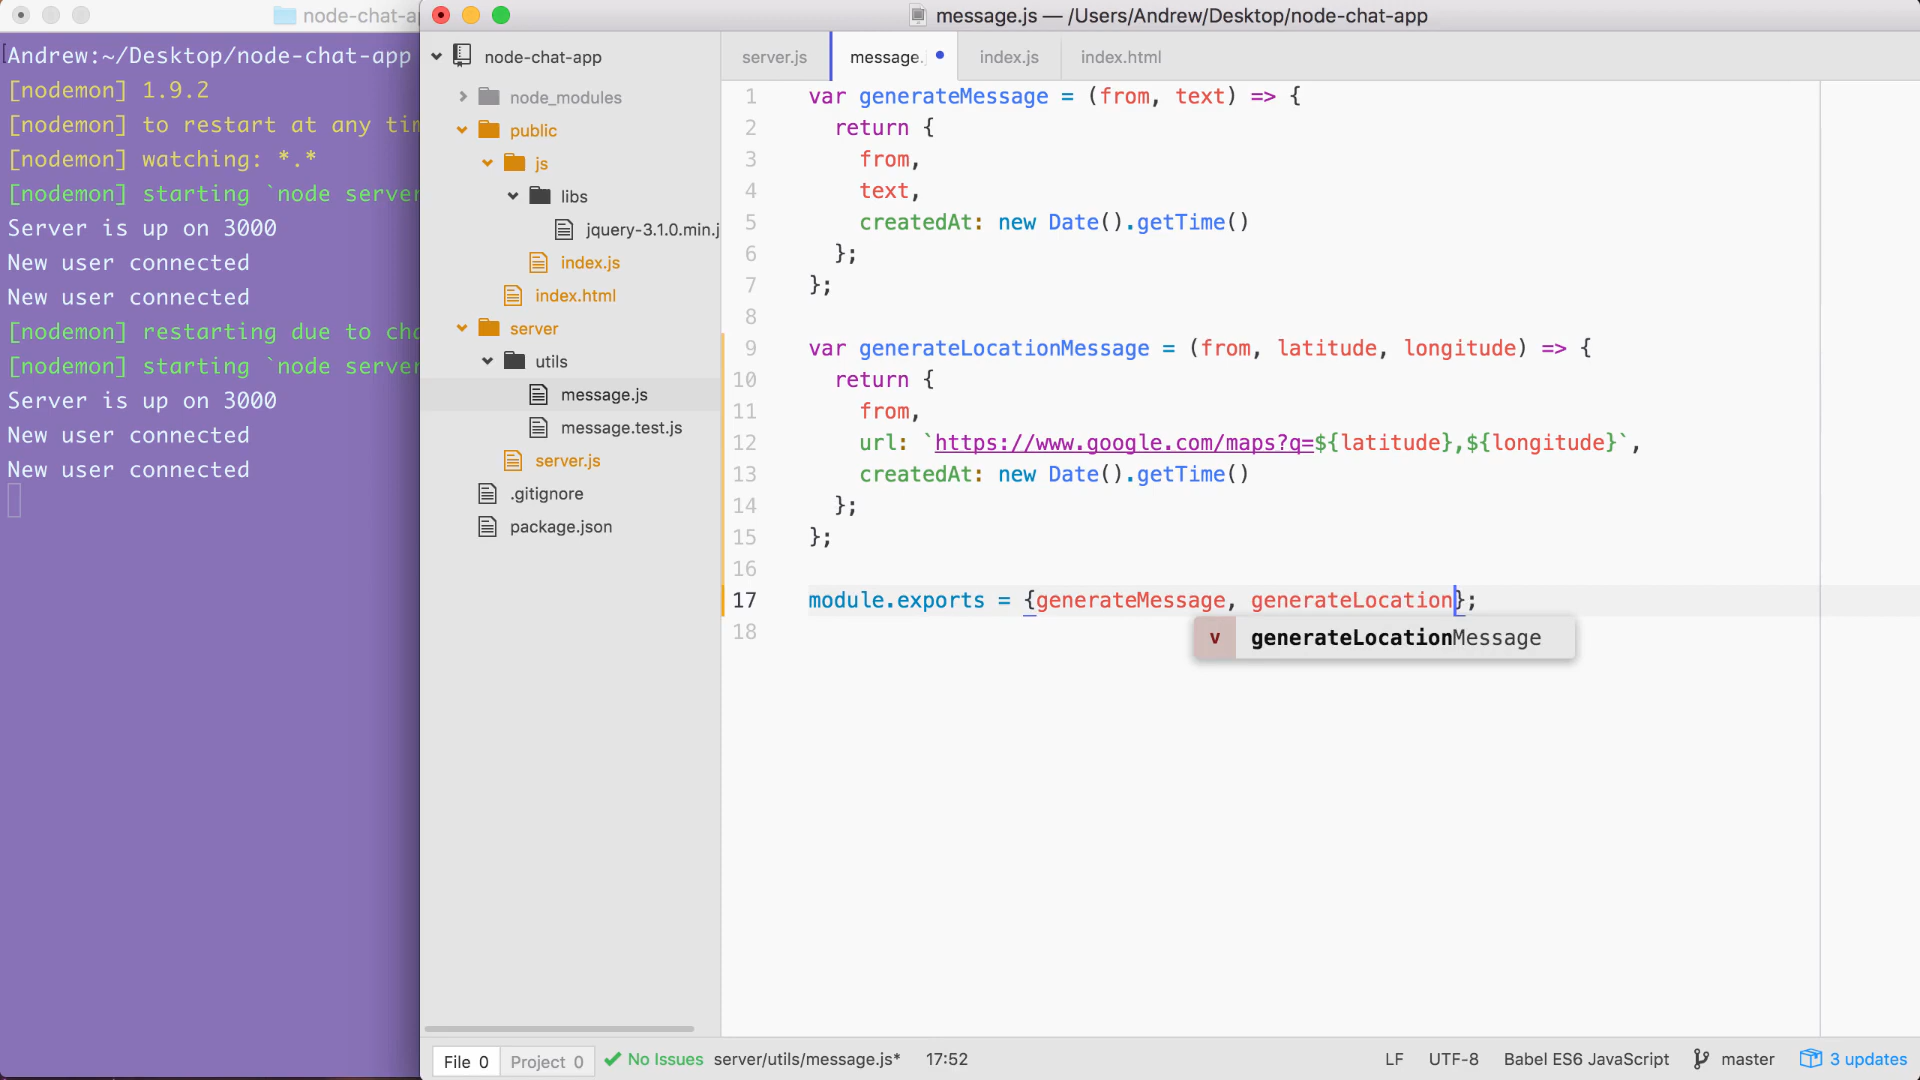 node-chat-ap
Andrew:~/Desktop/node-chat-app
[nodemon] 1.9.2
[nodemon] to restart at any tim
[nodemon] watching: *.*
[nodemon] starting `node server
Server is up on 3000
New user connected
New user connected
[nodemon] restarting due to cha
[nodemon] starting `node server
Server is up on 3000
New user connected
New user connected
message.js — /Users/Andrew/Desktop/node-chat-app
node-chat-app
node_modules
public
js
libs
jquery-3.1.0.min.j
index.js
index.html
server
utils
message.js
message.test.js
server.js
.gitignore
package.json
server.js message. index.js index.html
1 var generateMessage = (from, text) => {
2 return {
3 from,
4 text,
5 createdAt: new Date().getTime()
6 };
7 };
8
9 var generateLocationMessage = (from, latitude, longitude) => {
10 return {
11 from,
12 url: `https://www.google.com/maps?q=${latitude},${longitude}`,
13 createdAt: new Date().getTime()
14 };
15 };
16
17 module.exports = {generateMessage, generateLocation};
18
v generateLocationMessage
File 0 Project 0 No Issues server/utils/message.js* 17:52 LF UTF-8 Babel ES6 JavaScript master 3 updates